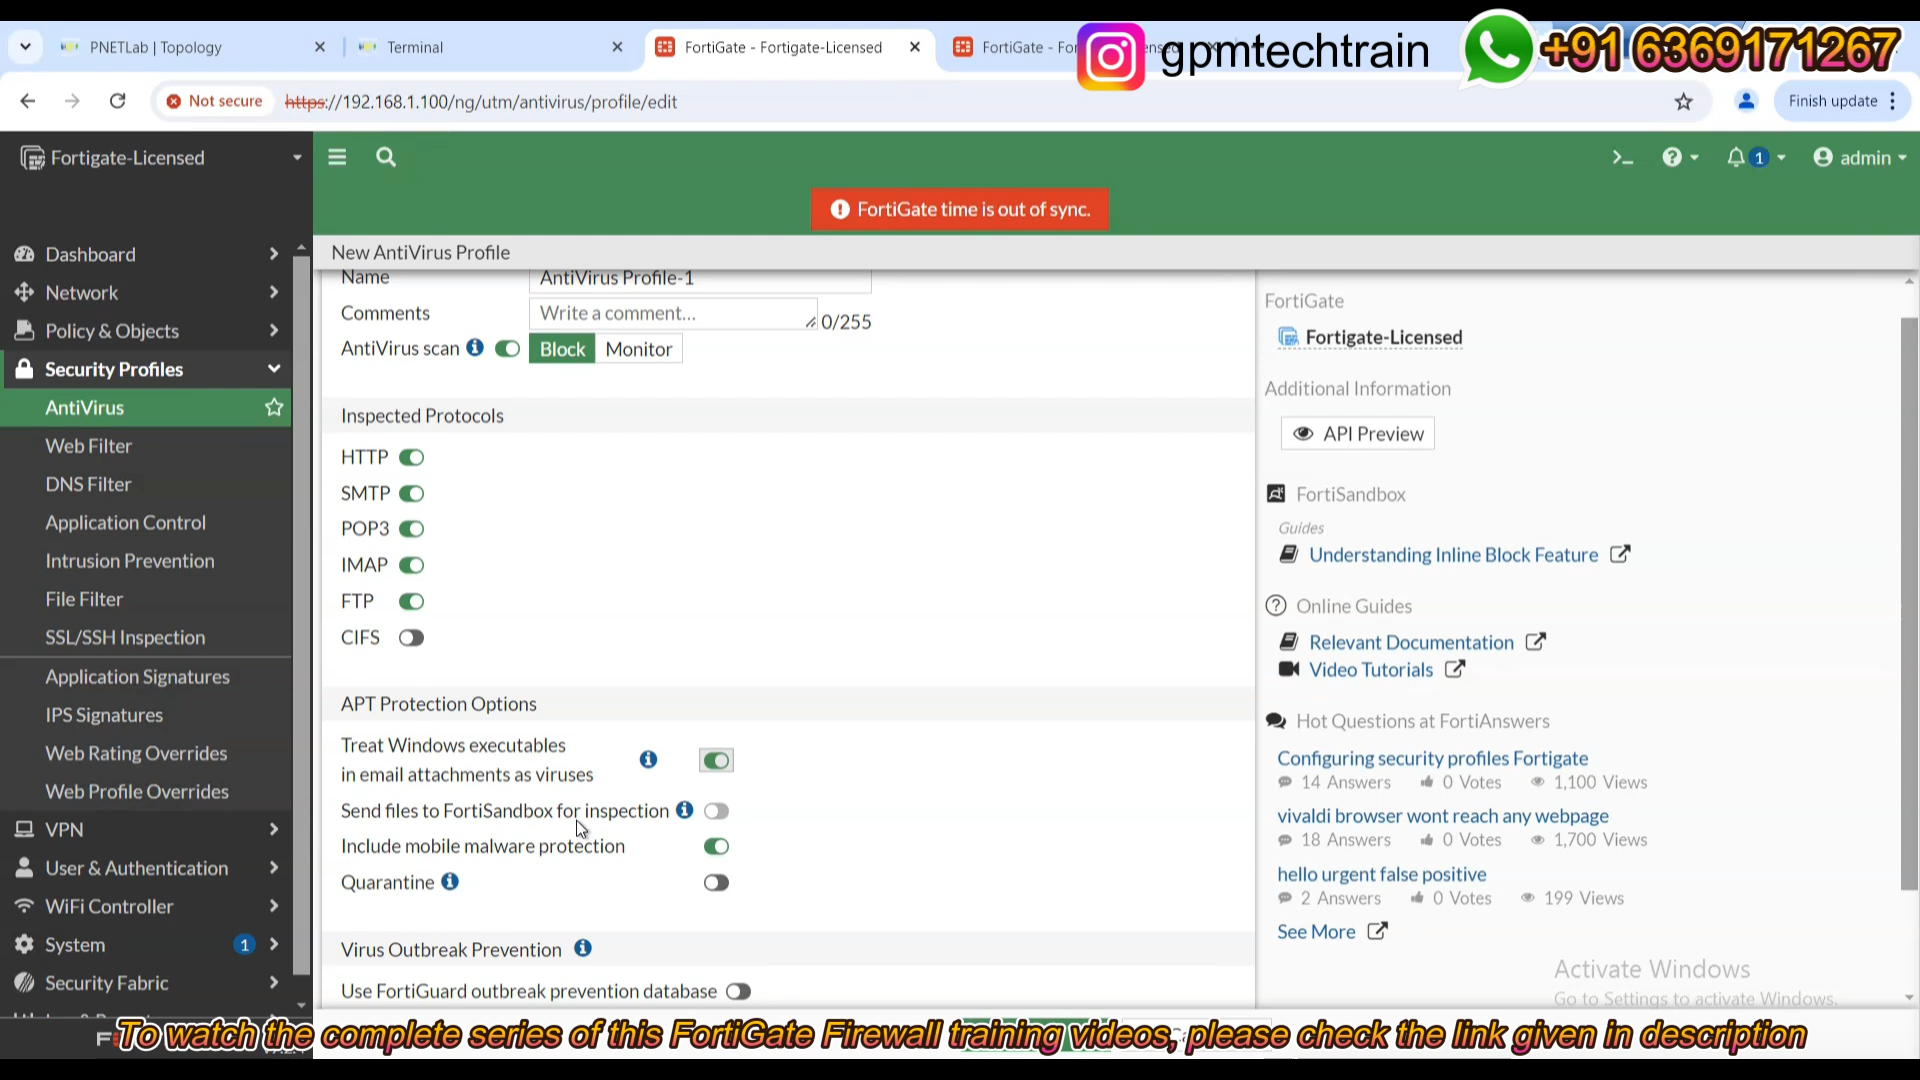 PNETLab | Topology
Terminal
FortiGate - Fortigate-Licensed
FortiGate - For
gpmtechtrain
+91 6369171267
Not secure
https://192.168.1.100/ng/utm/antivirus/profile/edit
Finish update
Fortigate-Licensed
1
admin
FortiGate time is out of sync.
Dashboard
Network
Policy & Objects
Security Profiles
AntiVirus
Web Filter
DNS Filter
Application Control
Intrusion Prevention
File Filter
SSL/SSH Inspection
Application Signatures
IPS Signatures
Web Rating Overrides
Web Profile Overrides
VPN
User & Authentication
WiFi Controller
System 1
Security Fabric
New AntiVirus Profile
Name AntiVirus Profile-1
Comments Write a comment... 0/255
AntiVirus scan Block Monitor
Inspected Protocols
HTTP
SMTP
POP3
IMAP
FTP
CIFS
APT Protection Options
Treat Windows executables
in email attachments as viruses
Send files to FortiSandbox for inspection
Include mobile malware protection
Quarantine
Virus Outbreak Prevention
Use FortiGuard outbreak prevention database
FortiGate
Fortigate-Licensed
Additional Information
API Preview
FortiSandbox
Guides
Understanding Inline Block Feature
Online Guides
Relevant Documentation
Video Tutorials
Hot Questions at FortiAnswers
Configuring security profiles Fortigate
14 Answers 0 Votes 1,100 Views
vivaldi browser wont reach any webpage
18 Answers 0 Votes 1,700 Views
hello urgent false positive
2 Answers 0 Votes 199 Views
See More
Activate Windows
Go to Settings to activate Windows.
To watch the complete series of this FortiGate Firewall training videos, please check the link given in description